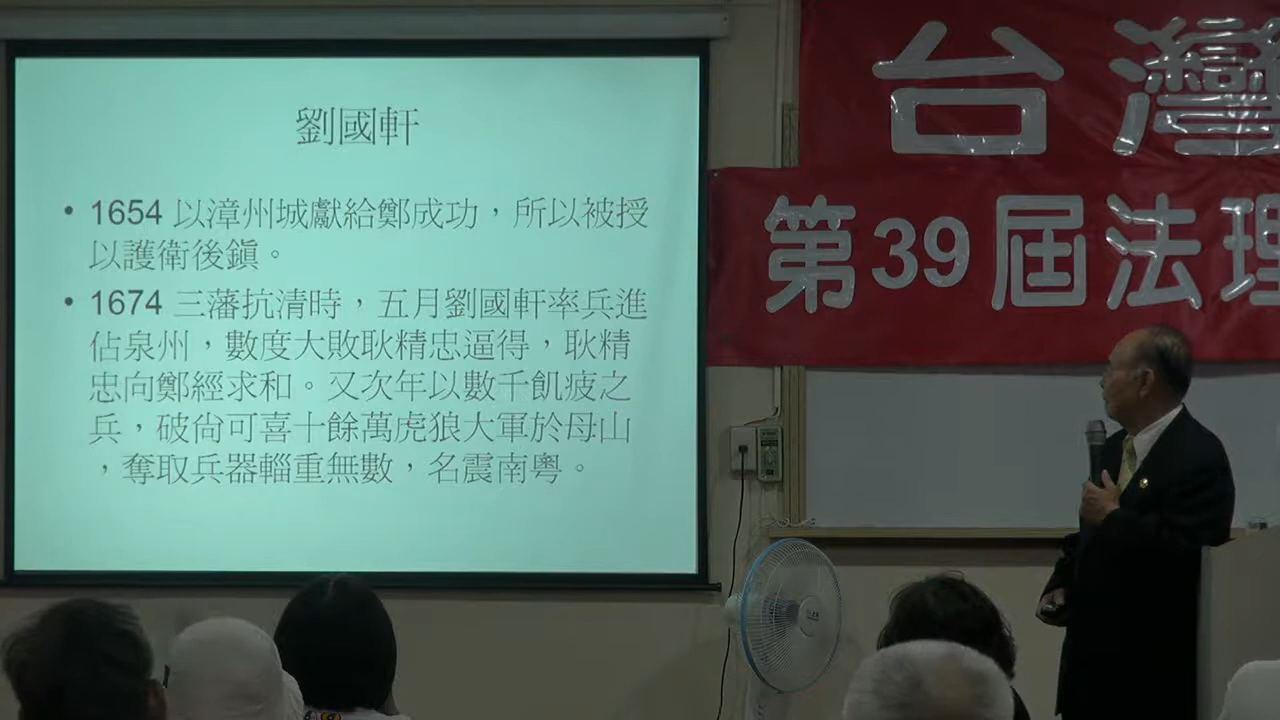 劉國軒
• 1654 以漳州城獻給鄭成功，所以被授
以護衛後鎮。
• 1674 三藩抗清時，五月劉國軒率兵進
佔泉州，數度大敗耿精忠逼得，耿精
忠向鄭經求和。又次年以數千飢疲之
兵，破尚可喜十餘萬虎狼大軍於母山
，奪取兵器輜重無數，名震南粵。
台灣
第39屆法理